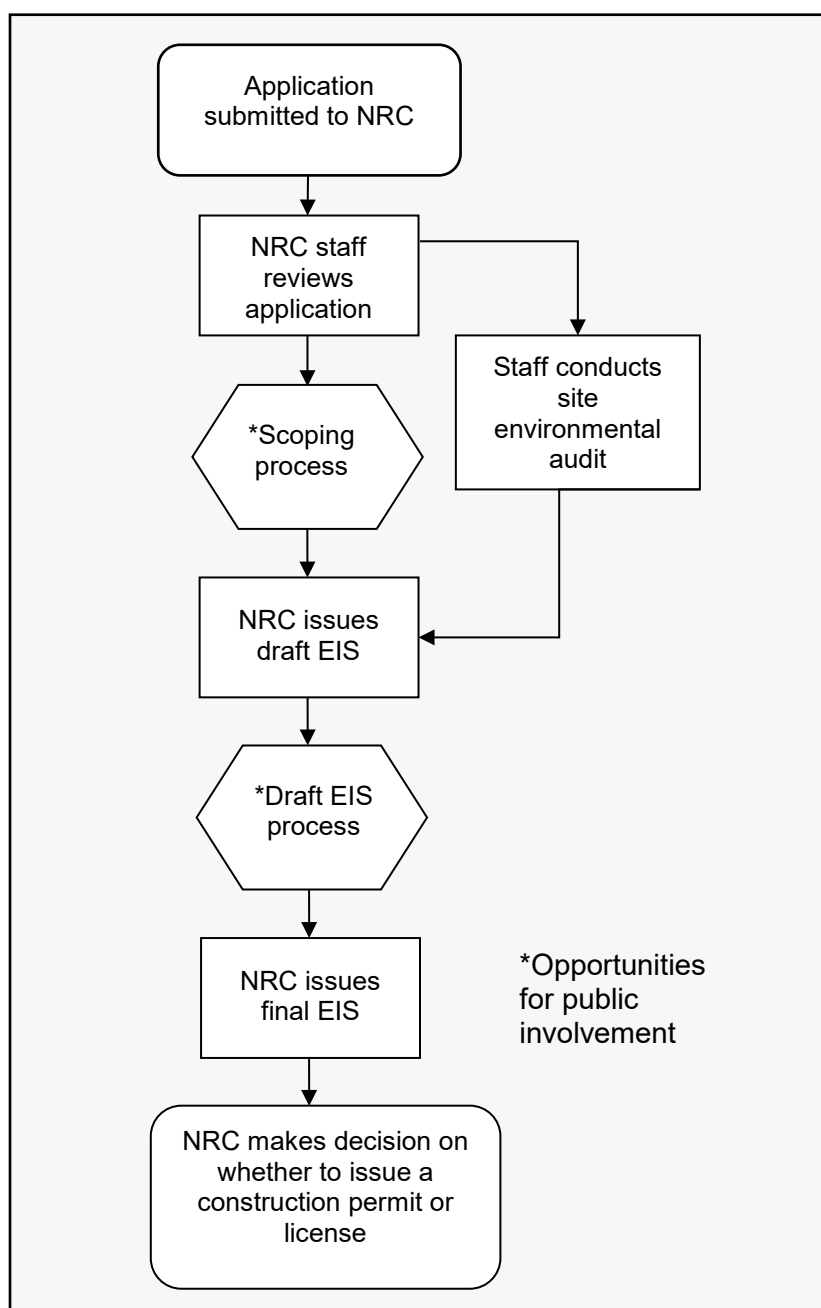 Application
submitted to NRC
NRC staff
reviews
application
Staff conducts
site
environmental
audit
*Scoping
process
NRC issues
draft EIS
*Draft EIS
process
NRC issues
final EIS
*Opportunities
for public
involvement
NRC makes decision on
whether to issue a
construction permit or
license